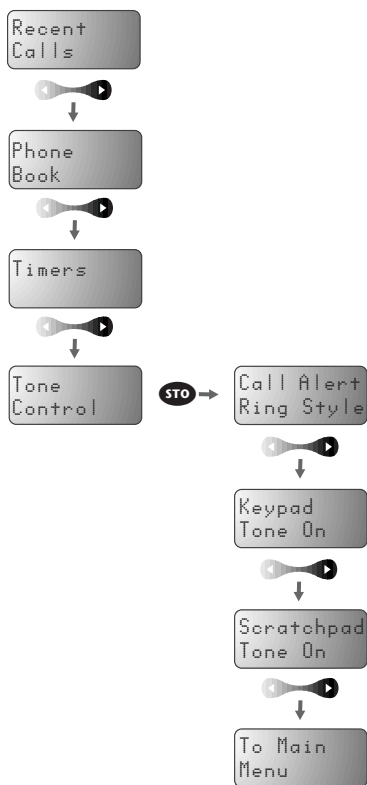 Recent
Calls
Phone
Book
Timers
Tone
Control
STO
Call Alert
Ring Style
Keypad
Tone On
Scratchpad
Tone On
To Main
Menu